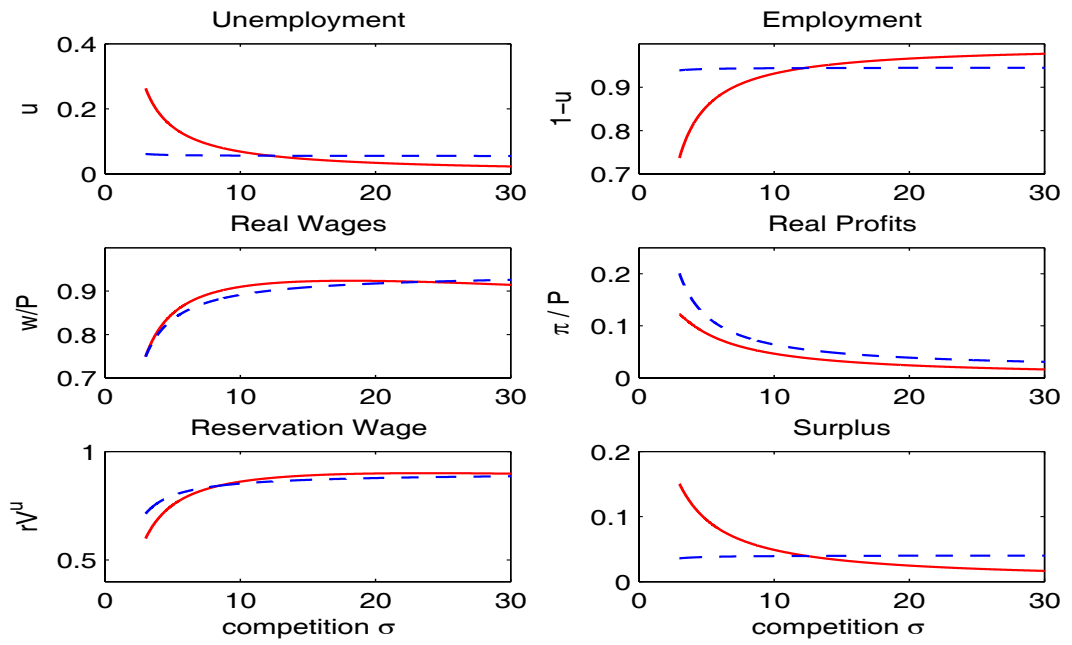 Unemployment
0.4
0.2
0
u
0 10 20 30
Employment
0.9
0.8
0.7
1-u
0 10 20 30
Real Wages
0.9
0.8
0.7
w/P
0 10 20 30
Real Profits
0.2
0.1
0
π / P
0 10 20 30
Reservation Wage
1
0.5
rVᵘ
0 10 20 30
competition σ
Surplus
0.2
0.1
0
0 10 20 30
competition σ